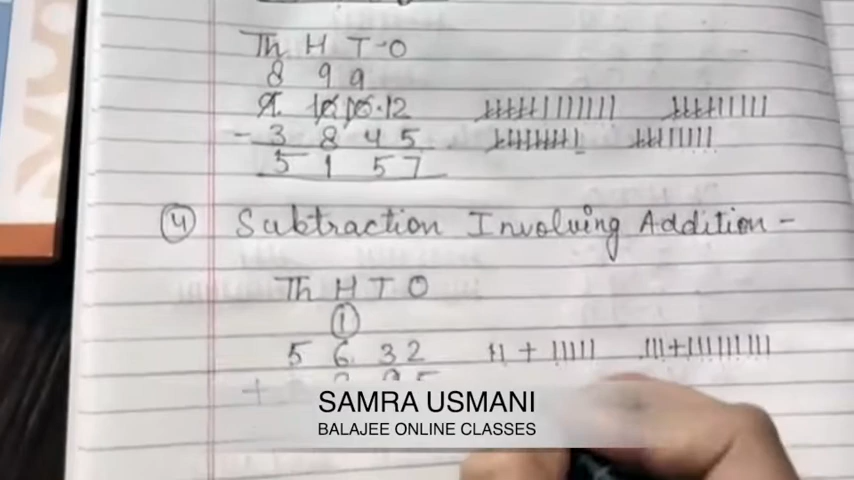 Th H T-O
8 9 9
9 10 10 12
- 3 8 4 5
5 1 5 7
4 Subtraction Involving Addition -
Th H T O
1
5 6 3 2 + +
+
SAMRA USMANI
BALAJEE ONLINE CLASSES